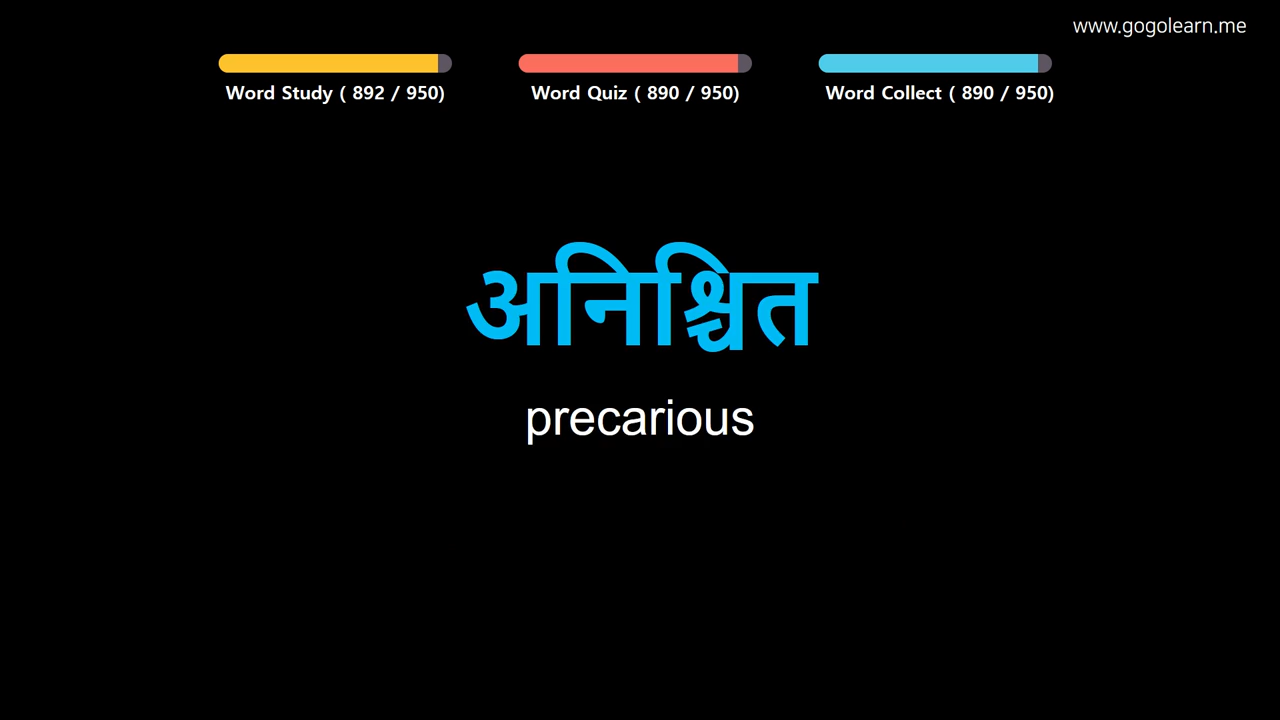 www.gogolearn.me
Word Study ( 892 / 950)
Word Quiz ( 890 / 950)
Word Collect ( 890 / 950)
अनिश्चित
precarious